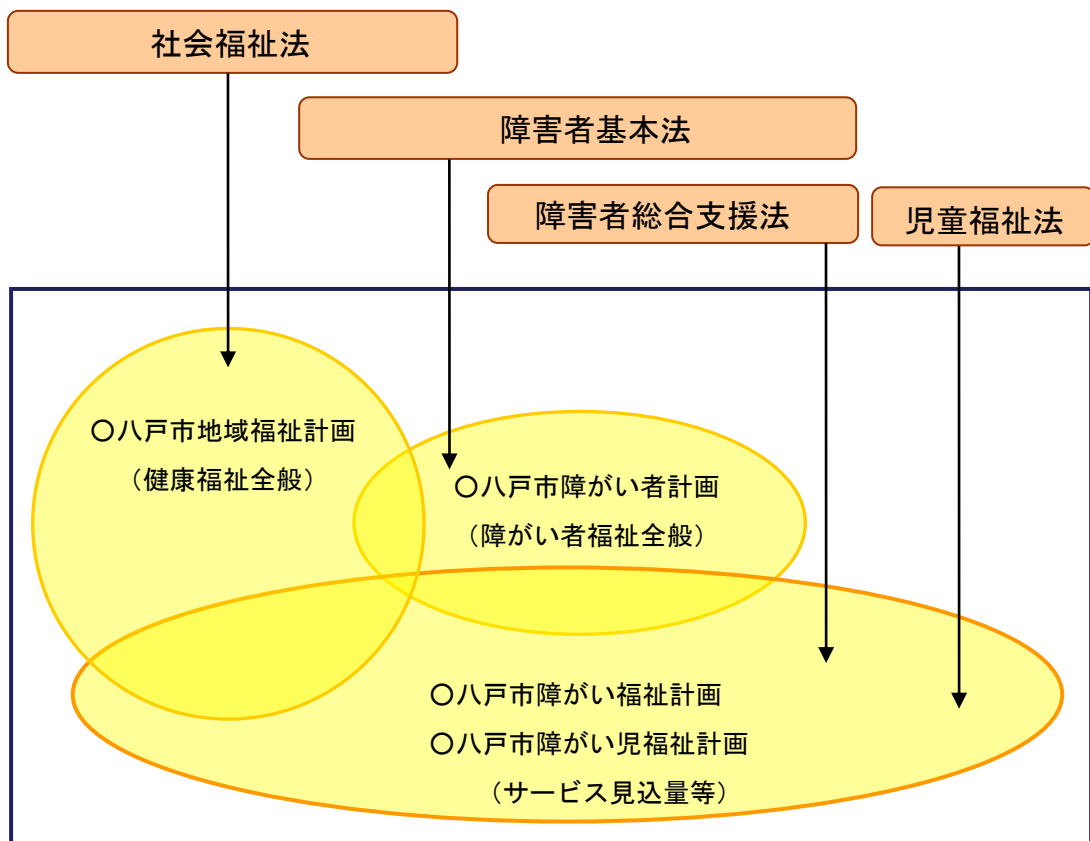 社会福祉法
障害者基本法
障害者総合支援法
児童福祉法
〇八戸市地域福祉計画
（健康福祉全般）
〇八戸市障がい者計画
（障がい者福祉全般）
〇八戸市障がい福祉計画
〇八戸市障がい児福祉計画
（サービス見込量等）